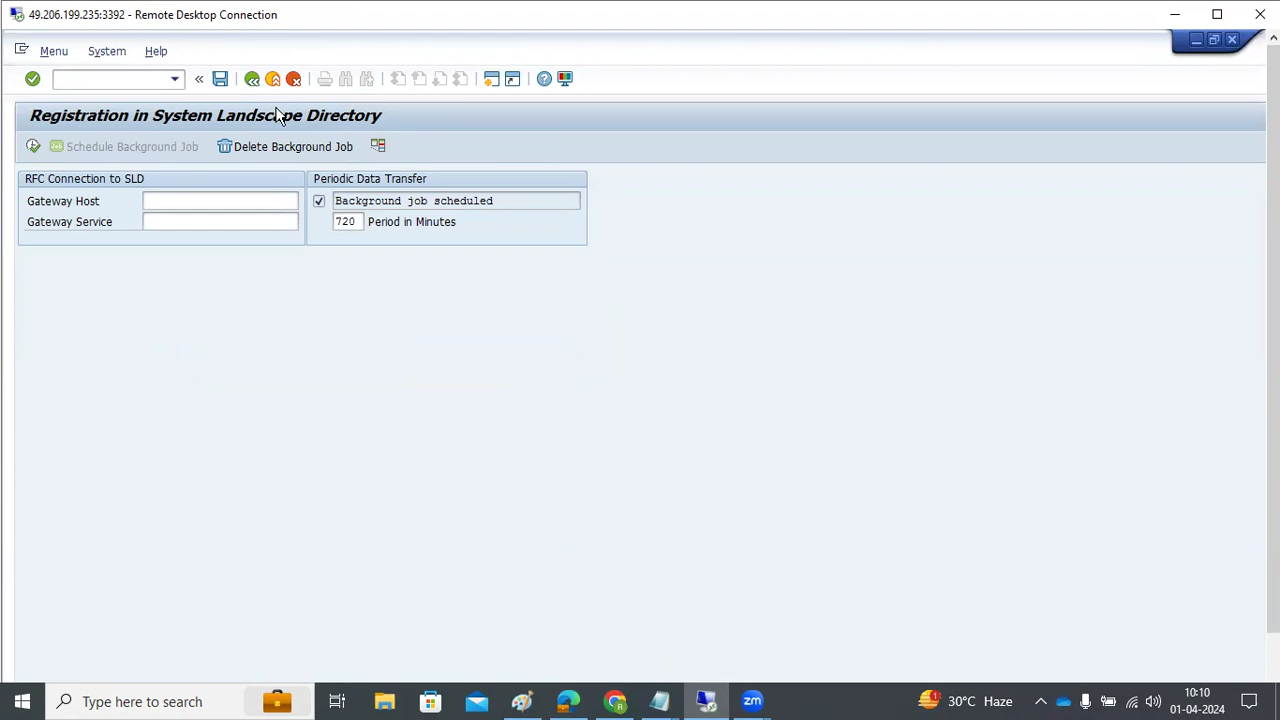 49.206.199.235:3392 - Remote Desktop Connection
Menu System Help
Registration in System Landscape Directory
Schedule Background Job Delete Background Job
RFC Connection to SLD Periodic Data Transfer
Gateway Host Background job scheduled
Gateway Service 720 Period in Minutes
Type here to search 1 30°C Haze 10:10
01-04-2024